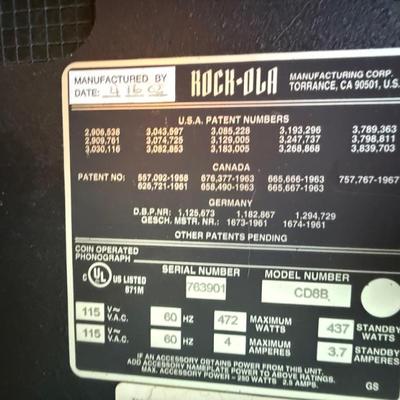 MANUFACTURED BY
DATE: 4 16
ROCK-OLA
MANUFACTURING CORP.
TORRANCE, CA 90501, U.S.
U.S.A. PATENT NUMBERS
2,906,538 3,043,597 3,085,228 3,193,296 3,789,363
2,909,761 3,074,725 3,129,005 3,247,737 3,798,811
3,030,116 3,082,853 3,153,005 3,268,868 3,839,703
CANADA
PATENT NO: 557,092-1958 676,377-1963 665,666-1963 757,767-1967
626,721-1961 658,490-1963 665,667-1963
GERMANY
D.B.P.NR: 1,125,673 1,182,867 1,294,729
GESCH. MSTR. NR.: 1673-1961 1674-1961
OTHER PATENTS PENDING
COIN OPERATED
PHONOGRAPH
C UL US LISTED
871M
SERIAL NUMBER
763901
MODEL NUMBER
CD8B
115 V~ V.A.C. 60 HZ 472 MAXIMUM WATTS 437 STANDBY WATTS
115 V~ V.A.C. 60 HZ 4 MAXIMUM AMPERES 3.7 STANDBY AMPERES
IF AN ACCESSORY OBTAINS POWER FROM THIS UNIT.
ADD ACCESSORY NAMEPLATE POWER TO ABOVE RATINGS.
MAX. ACCESSORY POWER - 250 WATTS 2.5 AMPS.
GS